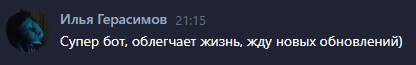 Илья Герасимов 21:15
Супер бот, облегчает жизнь, жду новых обновлений)